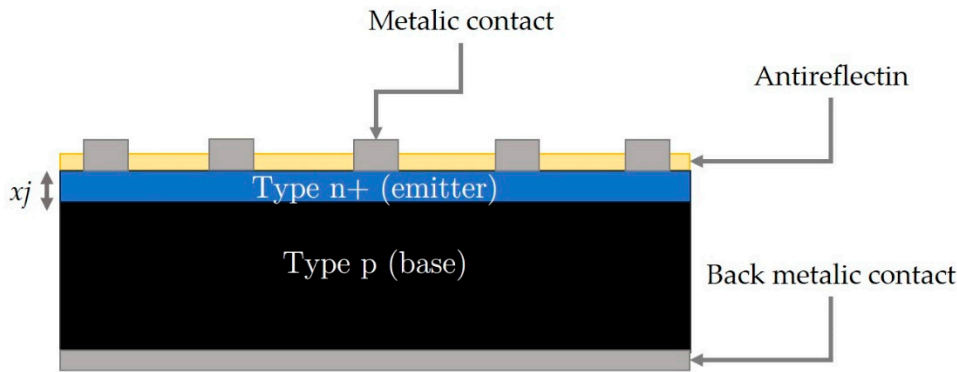 Metalic contact
Antireflectin
xj
Type n+ (emitter)
Type p (base)
Back metalic contact